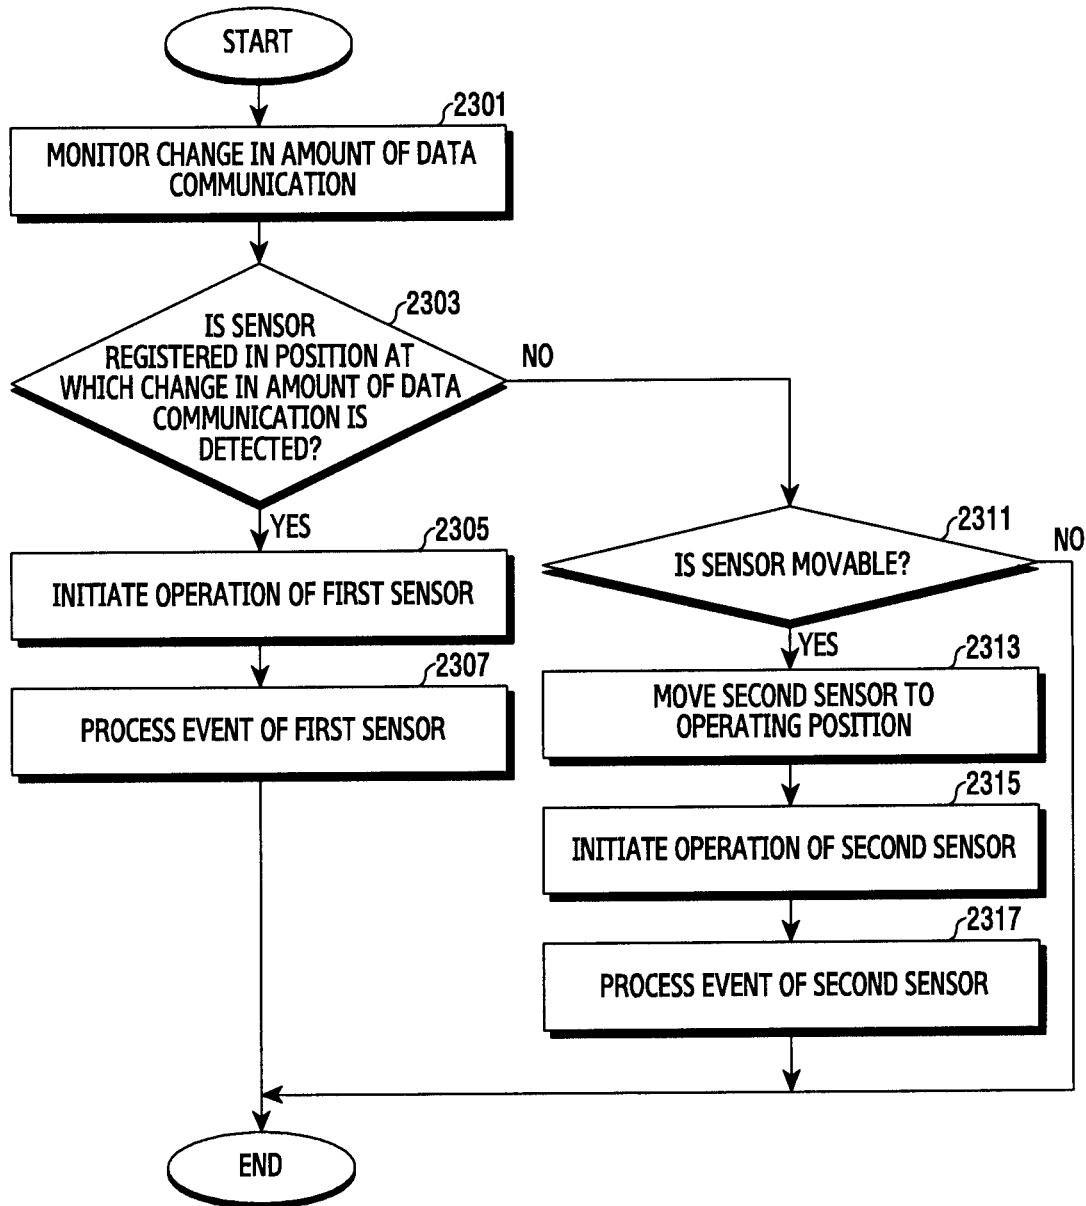 START
2301
MONITOR CHANGE IN AMOUNT OF DATA
COMMUNICATION
2303
IS SENSOR
REGISTERED IN POSITION AT
WHICH CHANGE IN AMOUNT OF DATA
COMMUNICATION IS
DETECTED?
NO
YES
2305
INITIATE OPERATION OF FIRST SENSOR
2307
PROCESS EVENT OF FIRST SENSOR
2311
IS SENSOR MOVABLE?
NO
YES
2313
MOVE SECOND SENSOR TO
OPERATING POSITION
2315
INITIATE OPERATION OF SECOND SENSOR
2317
PROCESS EVENT OF SECOND SENSOR
END